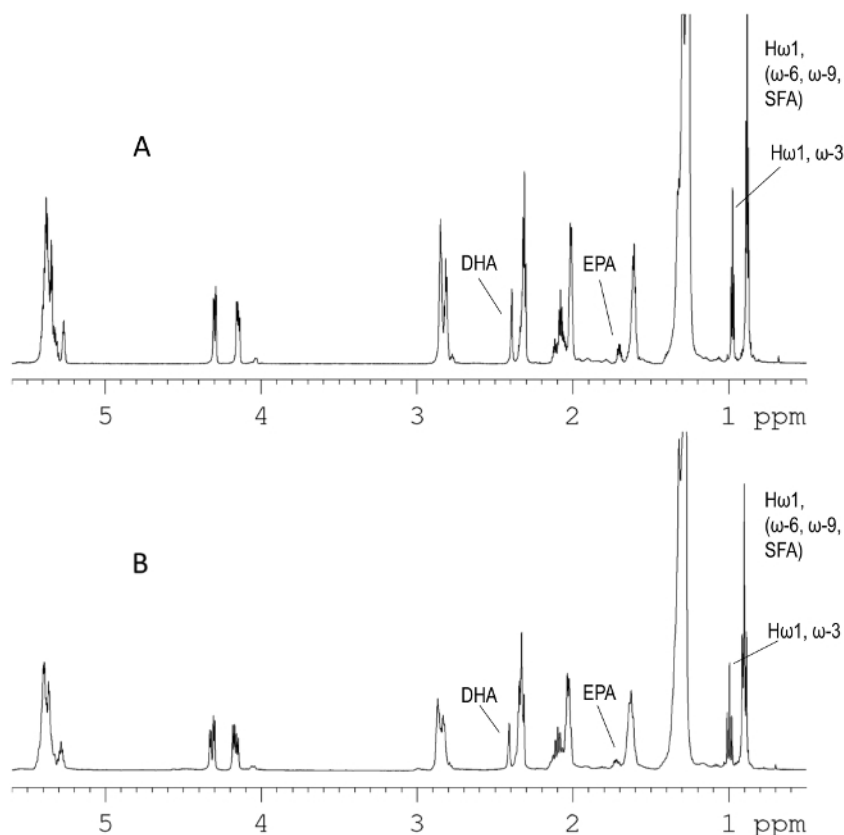 Hω1,
(ω-6, ω-9,
SFA)
A
Hω1, ω-3
DHA
EPA
5 4 3 2 1 ppm
Hω1,
(ω-6, ω-9,
SFA)
B
Hω1, ω-3
DHA
EPA
5 4 3 2 1 ppm